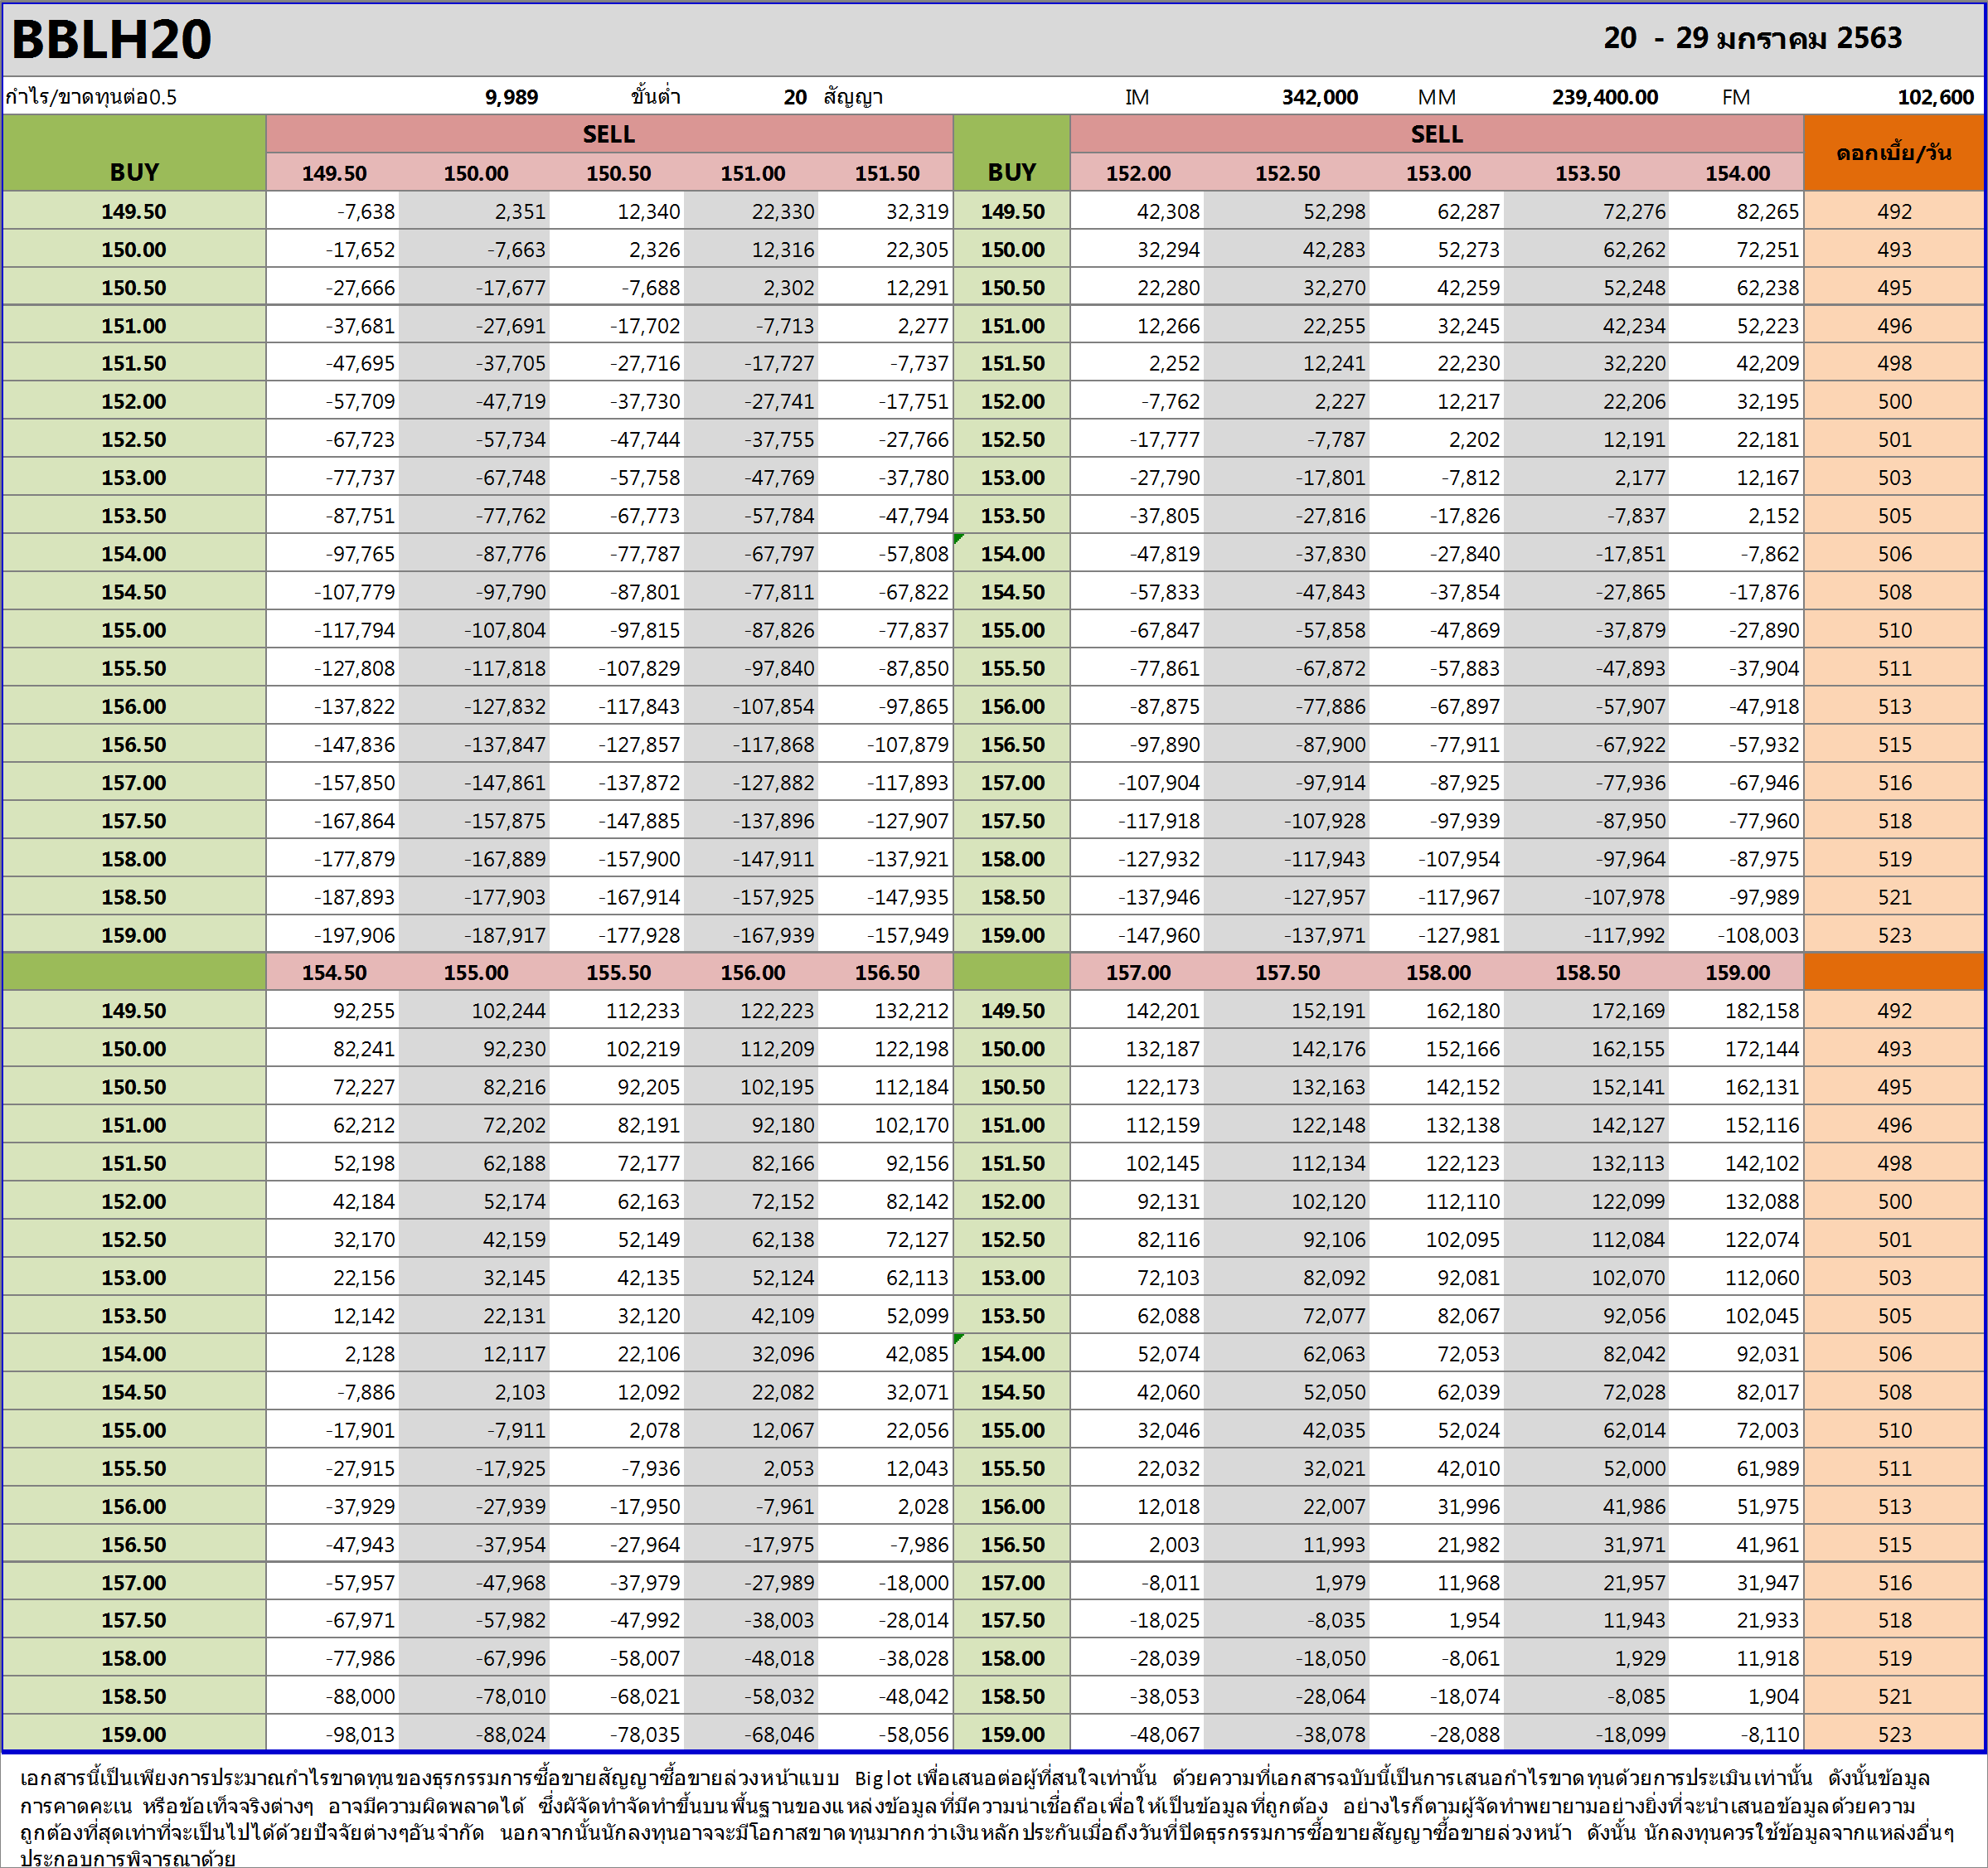 BBLH20 20 - 29 มกราคม 2563
กำไร/ขาดทุนต่อ0.5 9,989 ขั้นต่ำ 20 สัญญา IM 342,000 MM 239,400.00 FM 102,600
BUY SELL BUY SELL ดอกเบี้ย/วัน
149.50 150.00 150.50 151.00 151.50 152.00 152.50 153.00 153.50 154.00
149.50 -7,638 2,351 12,340 22,330 32,319 149.50 42,308 52,298 62,287 72,276 82,265 492
150.00 -17,652 -7,663 2,326 12,316 22,305 150.00 32,294 42,283 52,273 62,262 72,251 493
150.50 -27,666 -17,677 -7,688 2,302 12,291 150.50 22,280 32,270 42,259 52,248 62,238 495
151.00 -37,681 -27,691 -17,702 -7,713 2,277 151.00 12,266 22,255 32,245 42,234 52,223 496
151.50 -47,695 -37,705 -27,716 -17,727 -7,737 151.50 2,252 12,241 22,230 32,220 42,209 498
152.00 -57,709 -47,719 -37,730 -27,741 -17,751 152.00 -7,762 2,227 12,217 22,206 32,195 500
152.50 -67,723 -57,734 -47,744 -37,755 -27,766 152.50 -17,777 -7,787 2,202 12,191 22,181 501
153.00 -77,737 -67,748 -57,758 -47,769 -37,780 153.00 -27,790 -17,801 -7,812 2,177 12,167 503
153.50 -87,751 -77,762 -67,773 -57,784 -47,794 153.50 -37,805 -27,816 -17,826 -7,837 2,152 505
154.00 -97,765 -87,776 -77,787 -67,797 -57,808 154.00 -47,819 -37,830 -27,840 -17,851 -7,862 506
154.50 -107,779 -97,790 -87,801 -77,811 -67,822 154.50 -57,833 -47,843 -37,854 -27,865 -17,876 508
155.00 -117,794 -107,804 -97,815 -87,826 -77,837 155.00 -67,847 -57,858 -47,869 -37,879 -27,890 510
155.50 -127,808 -117,818 -107,829 -97,840 -87,850 155.50 -77,861 -67,872 -57,883 -47,893 -37,904 511
156.00 -137,822 -127,832 -117,843 -107,854 -97,865 156.00 -87,875 -77,886 -67,897 -57,907 -47,918 513
156.50 -147,836 -137,847 -127,857 -117,868 -107,879 156.50 -97,890 -87,900 -77,911 -67,922 -57,932 515
157.00 -157,850 -147,861 -137,872 -127,882 -117,893 157.00 -107,904 -97,914 -87,925 -77,936 -67,946 516
157.50 -167,864 -157,875 -147,885 -137,896 -127,907 157.50 -117,918 -107,928 -97,939 -87,950 -77,960 518
158.00 -177,879 -167,889 -157,900 -147,911 -137,921 158.00 -127,932 -117,943 -107,954 -97,964 -87,975 519
158.50 -187,893 -177,903 -167,914 -157,925 -147,935 158.50 -137,946 -127,957 -117,967 -107,978 -97,989 521
159.00 -197,906 -187,917 -177,928 -167,939 -157,949 159.00 -147,960 -137,971 -127,981 -117,992 -108,003 523
154.50 155.00 155.50 156.00 156.50 157.00 157.50 158.00 158.50 159.00
149.50 92,255 102,244 112,233 122,223 132,212 149.50 142,201 152,191 162,180 172,169 182,158 492
150.00 82,241 92,230 102,219 112,209 122,198 150.00 132,187 142,176 152,166 162,155 172,144 493
150.50 72,227 82,216 92,205 102,195 112,184 150.50 122,173 132,163 142,152 152,141 162,131 495
151.00 62,212 72,202 82,191 92,180 102,170 151.00 112,159 122,148 132,138 142,127 152,116 496
151.50 52,198 62,188 72,177 82,166 92,156 151.50 102,145 112,134 122,123 132,113 142,102 498
152.00 42,184 52,174 62,163 72,152 82,142 152.00 92,131 102,120 112,110 122,099 132,088 500
152.50 32,170 42,159 52,149 62,138 72,127 152.50 82,116 92,106 102,095 112,084 122,074 501
153.00 22,156 32,145 42,135 52,124 62,113 153.00 72,103 82,092 92,081 102,070 112,060 503
153.50 12,142 22,131 32,120 42,109 52,099 153.50 62,088 72,077 82,067 92,056 102,045 505
154.00 2,128 12,117 22,106 32,096 42,085 154.00 52,074 62,063 72,053 82,042 92,031 506
154.50 -7,886 2,103 12,092 22,082 32,071 154.50 42,060 52,050 62,039 72,028 82,017 508
155.00 -17,901 -7,911 2,078 12,067 22,056 155.00 32,046 42,035 52,024 62,014 72,003 510
155.50 -27,915 -17,925 -7,936 2,053 12,043 155.50 22,032 32,021 42,010 52,000 61,989 511
156.00 -37,929 -27,939 -17,950 -7,961 2,028 156.00 12,018 22,007 31,996 41,986 51,975 513
156.50 -47,943 -37,954 -27,964 -17,975 -7,986 156.50 2,003 11,993 21,982 31,971 41,961 515
157.00 -57,957 -47,968 -37,979 -27,989 -18,000 157.00 -8,011 1,979 11,968 21,957 31,947 516
157.50 -67,971 -57,982 -47,992 -38,003 -28,014 157.50 -18,025 -8,035 1,954 11,943 21,933 518
158.00 -77,986 -67,996 -58,007 -48,018 -38,028 158.00 -28,039 -18,050 -8,061 1,929 11,918 519
158.50 -88,000 -78,010 -68,021 -58,032 -48,042 158.50 -38,053 -28,064 -18,074 -8,085 1,904 521
159.00 -98,013 -88,024 -78,035 -68,046 -58,056 159.00 -48,067 -38,078 -28,088 -18,099 -8,110 523
เอกสารนี้เป็นเพียงการประมาณกำไรขาดทุนของธุรกรรมการซื้อขายสัญญาซื้อขายล่วงหน้าแบบ Big lot เพื่อเสนอต่อผู้ที่สนใจเท่านั้น ด้วยความที่เอกสารฉบับนี้เป็นการเสนอกำไรขาดทุนด้วยการประเมินเท่านั้น ดังนั้นข้อมูล
การคาดคะเน หรือข้อเท็จจริงต่างๆ อาจมีความผิดพลาดได้ ซึ่งผัจัดทำจัดทำขึ้นบนพื้นฐานของแหล่งข้อมูลที่มีความน่าเชื่อถือเพื่อให้เป็นข้อมูลที่ถูกต้อง อย่างไรก็ตามผู้จัดทำพยายามอย่างยิ่งที่จะนำเสนอข้อมูลด้วยความ
ถูกต้องที่สุดเท่าที่จะเป็นไปได้ด้วยปัจจัยต่างๆอันจำกัด นอกจากนั้นนักลงทุนอาจจะมีโอกาสขาดทุนมากกว่าเงินหลักประกันเมื่อถึงวันที่ปิดธุรกรรมการซื้อขายสัญญาซื้อขายล่วงหน้า ดังนั้น นักลงทุนควรใช้ข้อมูลจากแหล่งอื่นๆ
ประกอบการพิจารณาด้วย